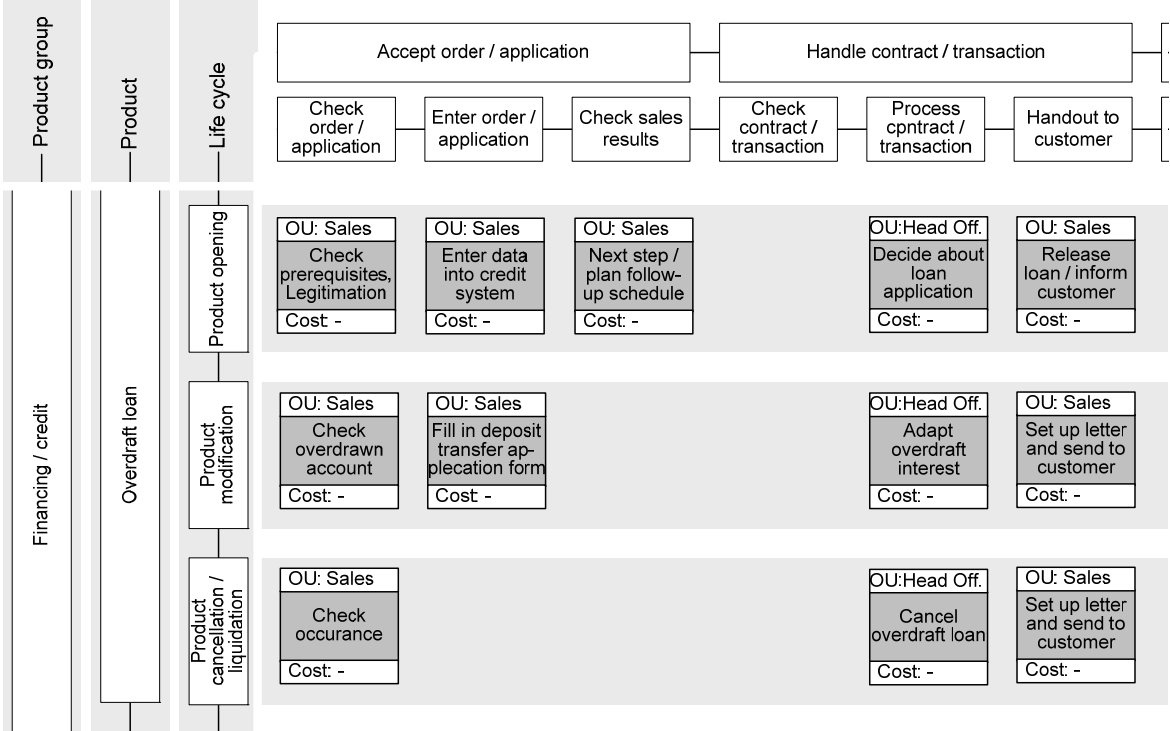 Product group
Product
Life cycle
Accept order / application
Handle contract / transaction
Check
order /
application
Enter order /
application
Check sales
results
Check
contract /
transaction
Process
cpntract /
transaction
Handout to
customer
Financing / credit
Overdraft loan
Product opening
OU: Sales
Check
prerequisites,
Legitimation
Cost: -
OU: Sales
Enter data
into credit
system
Cost: -
OU: Sales
Next step /
plan follow-
up schedule
Cost: -
OU:Head Off.
Decide about
loan
application
Cost: -
OU: Sales
Release
loan / inform
customer
Cost: -
Product
modification
OU: Sales
Check
overdrawn
account
Cost: -
OU: Sales
Fill in deposit
transfer ap-
plecation form
Cost: -
OU:Head Off.
Adapt
overdraft
interest
Cost: -
OU: Sales
Set up letter
and send to
customer
Cost: -
Product
cancellation /
liquidation
OU: Sales
Check
occurance
Cost: -
OU:Head Off.
Cancel
overdraft loan
Cost: -
OU: Sales
Set up letter
and send to
customer
Cost: -